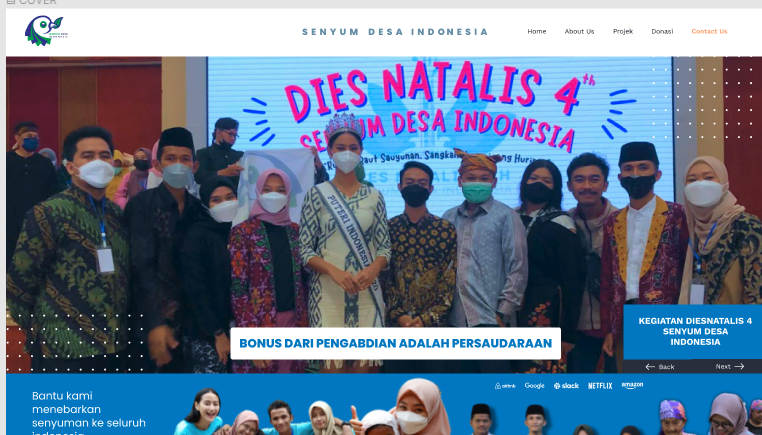 COVER
SENYUM DESA INDONESIA
Home About Us Projek Donasi Contact Us
DIES NATALIS 4th
SENYUM DESA INDONESIA
PUTERI INDONESIA
BONUS DARI PENGABDIAN ADALAH PERSAUDARAAN
KEGIATAN DIESNATALIS 4
SENYUM DESA
INDONESIA
← Back Next →
Bantu kami
menebarkan
senyuman ke seluruh
indonesia
airbnb Google slack NETFLIX amazon